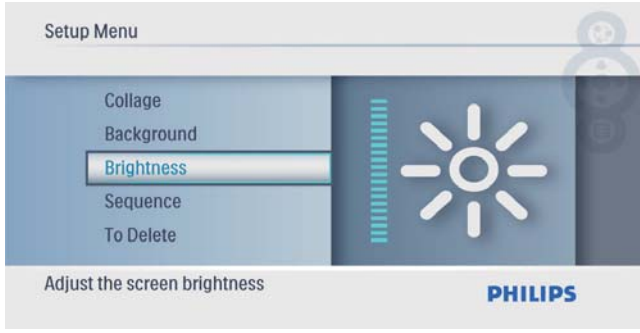 Setup Menu
Collage
Background
Brightness
Sequence
To Delete
Adjust the screen brightness
PHILIPS